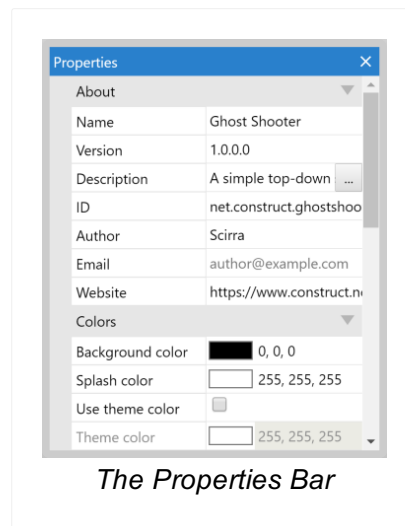 Properties
About
Name Ghost Shooter
Version 1.0.0.0
Description A simple top-down ...
ID net.construct.ghostshoo
Author Scirra
Email author@example.com
Website https://www.construct.n
Colors
Background color 0, 0, 0
Splash color 255, 255, 255
Use theme color
Theme color 255, 255, 255
The Properties Bar